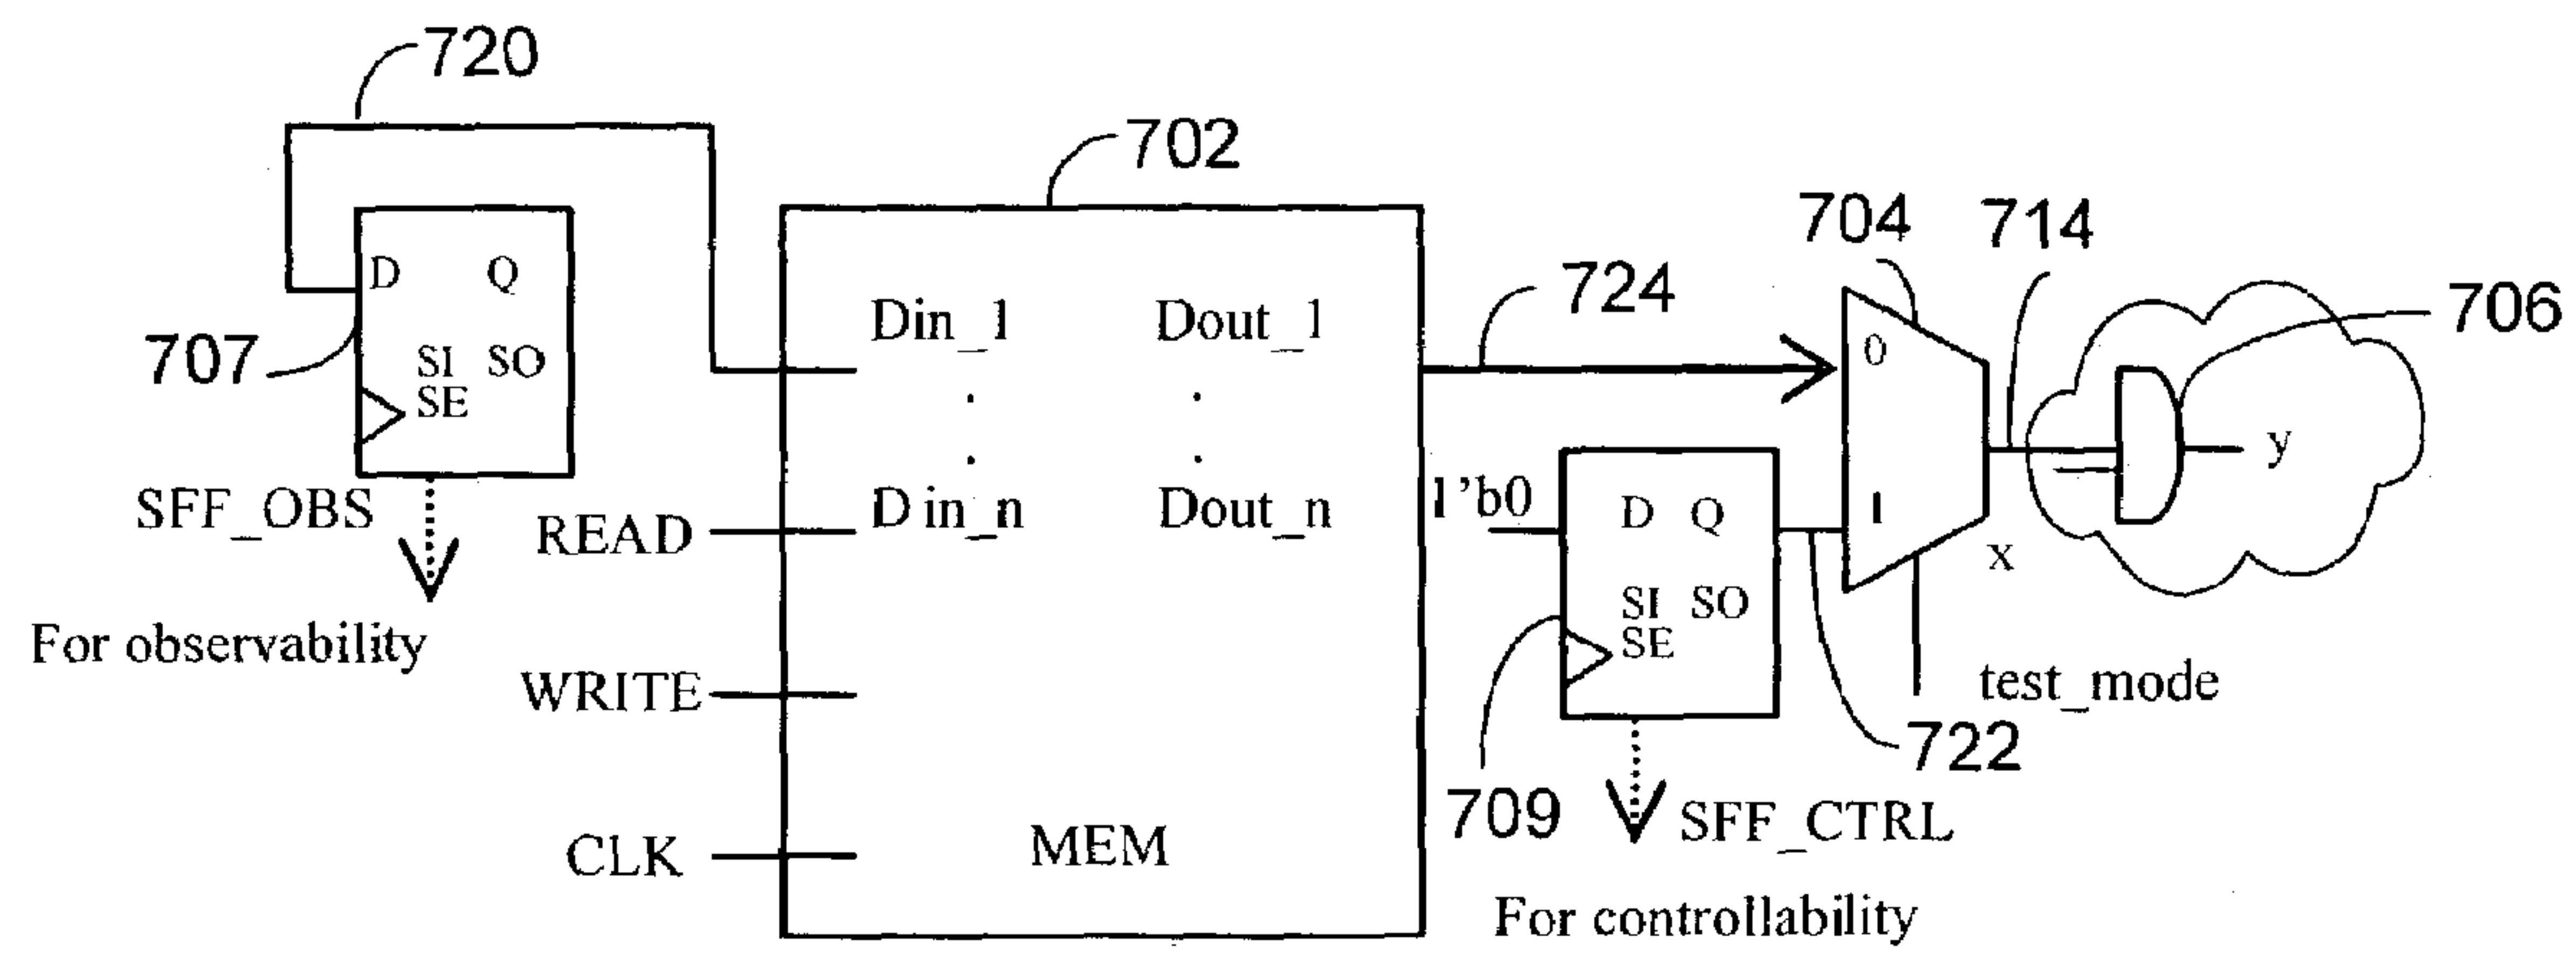 720
702
704
714
D Q
724
706
707
Din_1 Dout_1
0
SI SO
SE
y
SFF_OBS
READ
Din_n Dout_n
1'b0
D Q
1
x
For observability
SI SO
SE
WRITE
test_mode
722
709
SFF_CTRL
CLK
MEM
For controllability